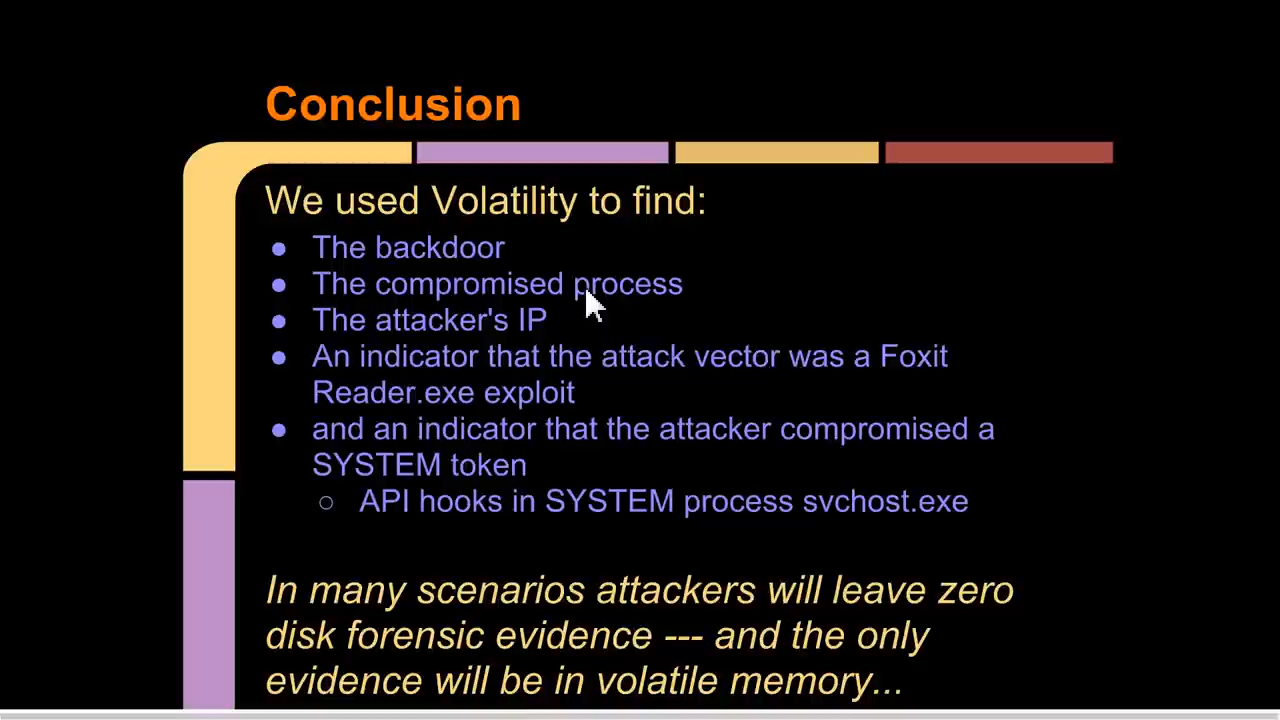 Conclusion
We used Volatility to find:
● The backdoor
● The compromised process
● The attacker's IP
● An indicator that the attack vector was a Foxit
Reader.exe exploit
● and an indicator that the attacker compromised a
SYSTEM token
○ API hooks in SYSTEM process svchost.exe
In many scenarios attackers will leave zero
disk forensic evidence --- and the only
evidence will be in volatile memory...